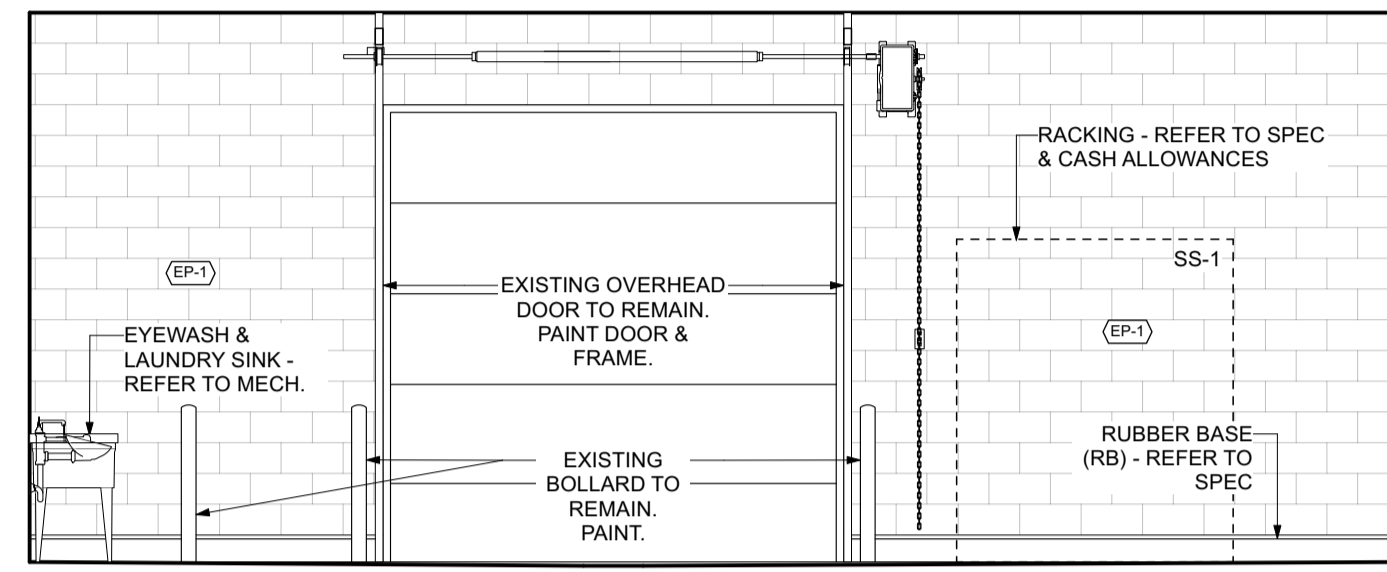 RACKING - REFER TO SPEC
& CASH ALLOWANCES
SS-1
EP-1
EXISTING OVERHEAD
DOOR TO REMAIN.
PAINT DOOR &
FRAME.
EP-1
EYEWASH &
LAUNDRY SINK -
REFER TO MECH.
EXISTING
BOLLARD TO
REMAIN.
PAINT.
RUBBER BASE
(RB) - REFER TO
SPEC